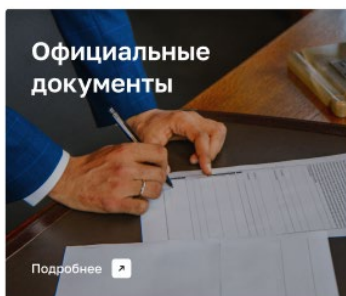 Официальные
документы
Подробнее